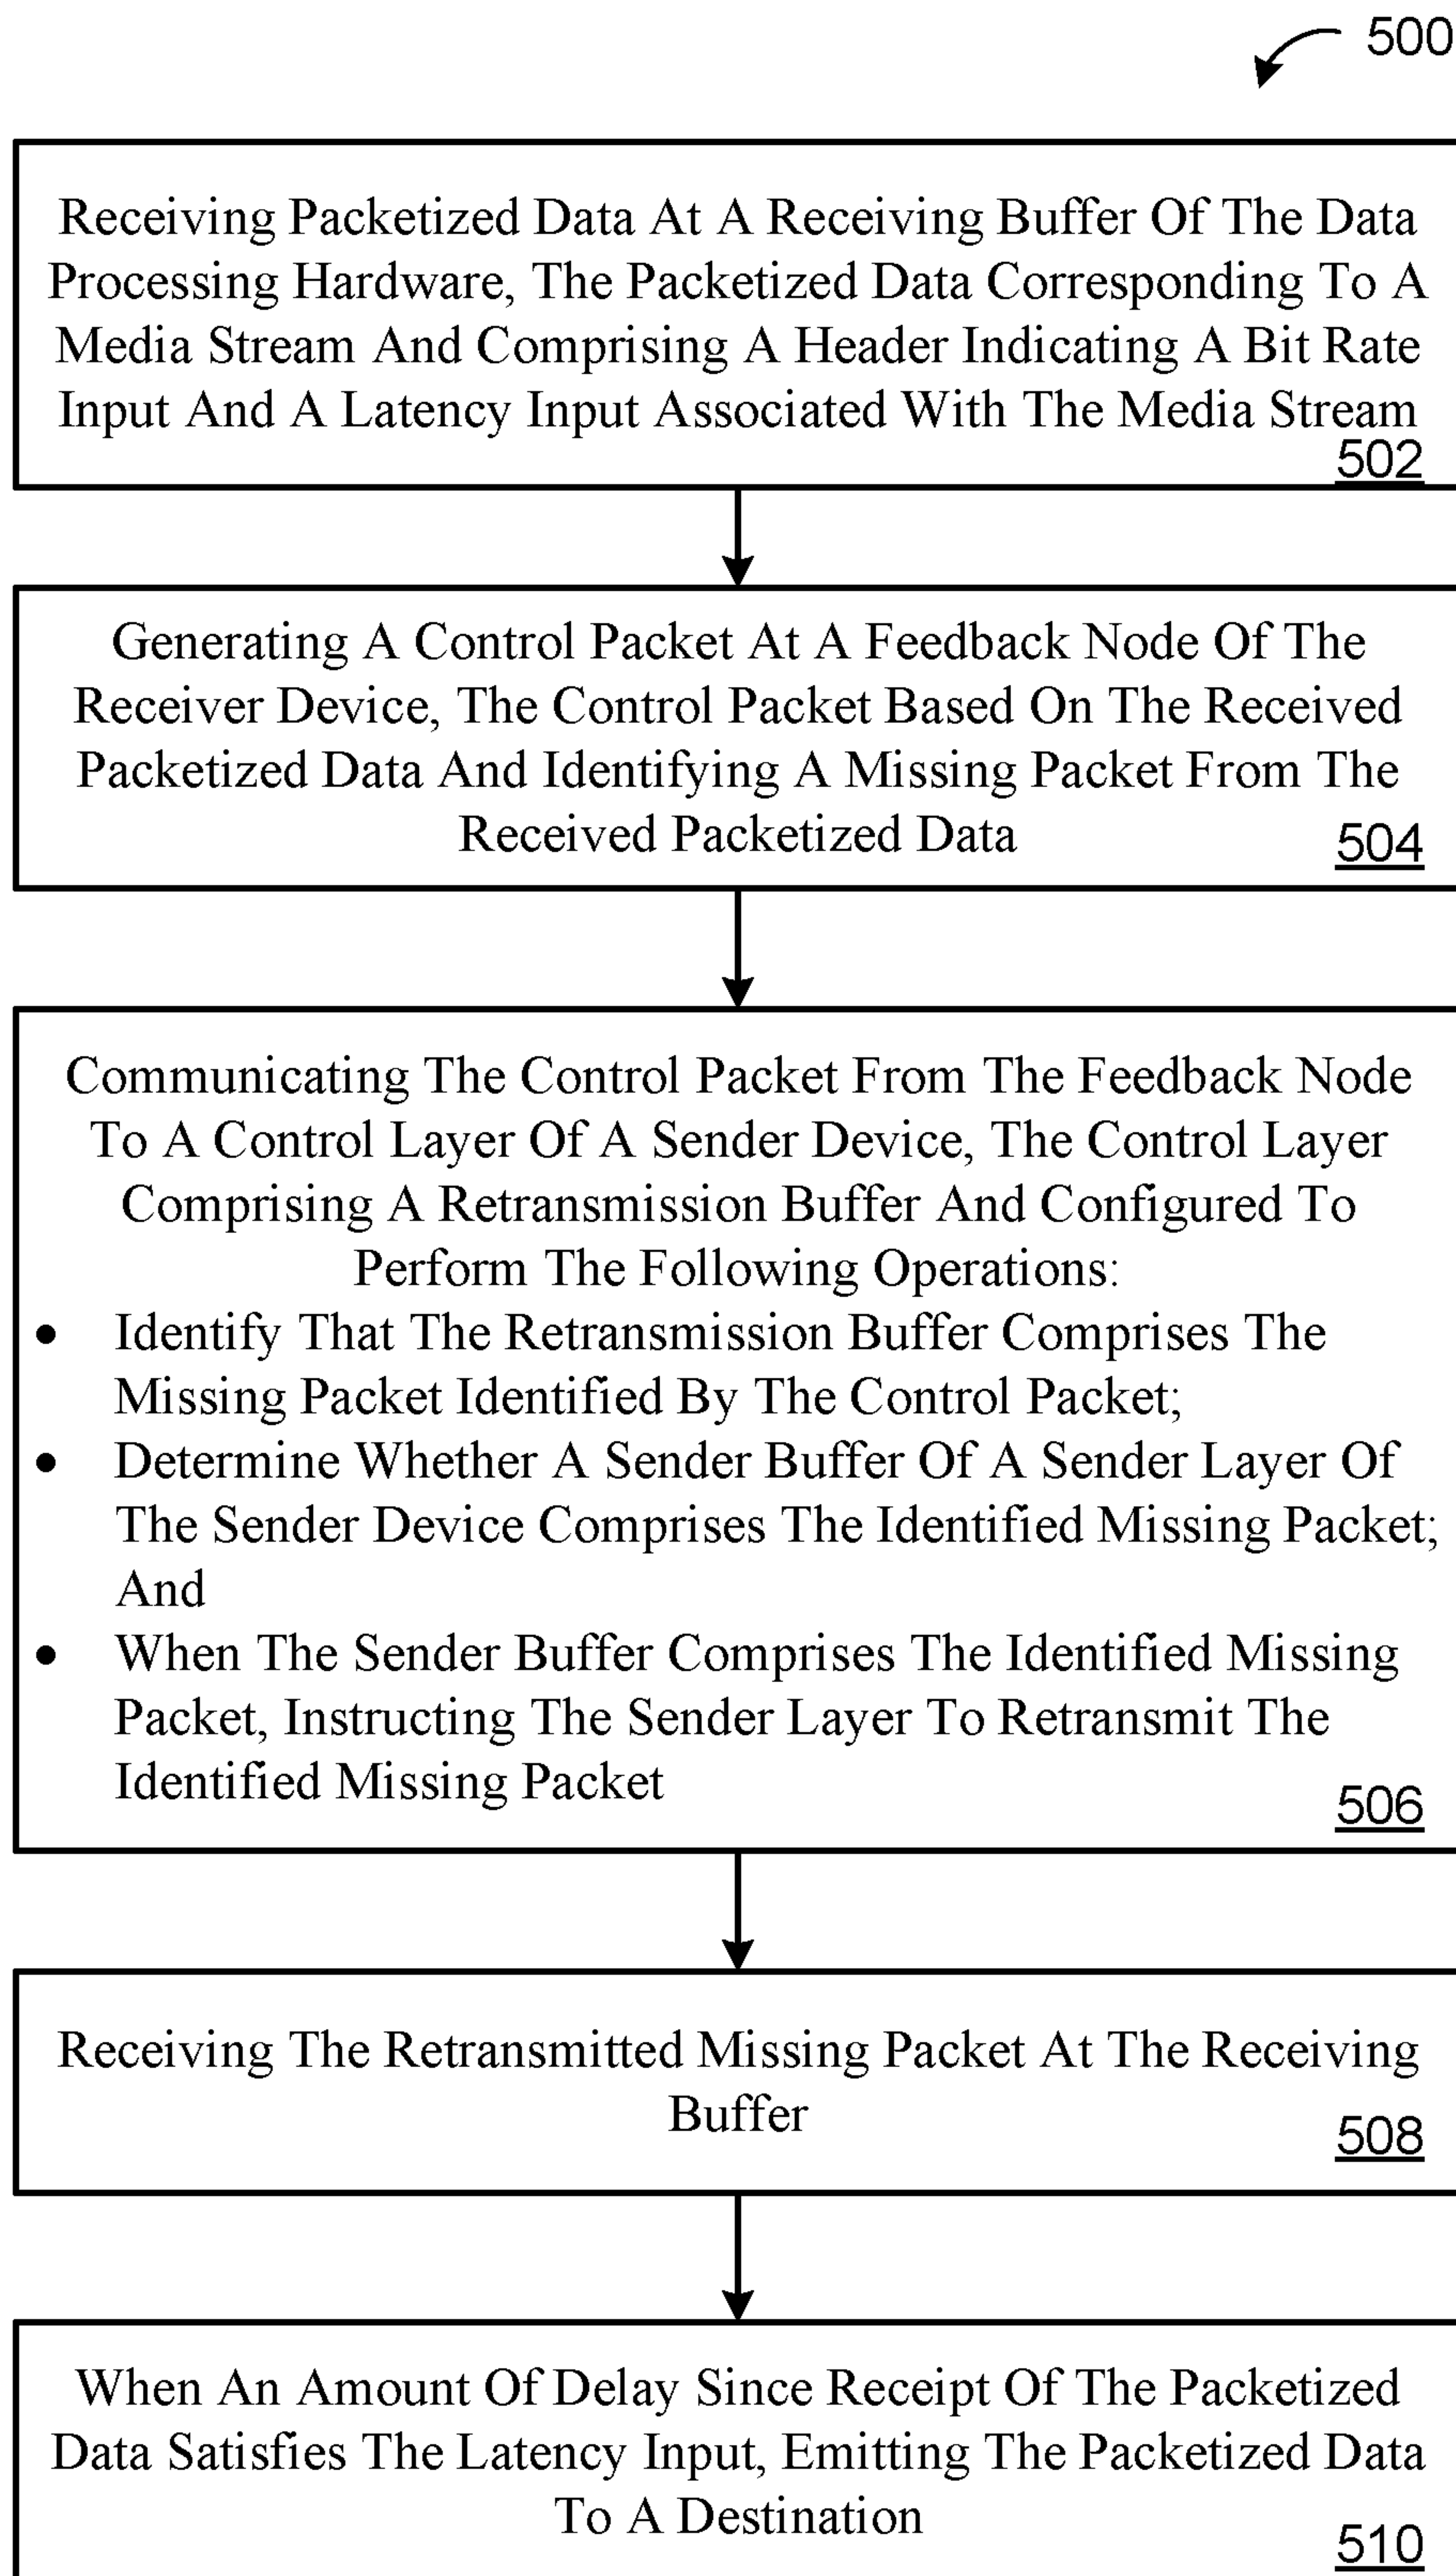 500
Receiving Packetized Data At A Receiving Buffer Of The Data
Processing Hardware, The Packetized Data Corresponding To A
Media Stream And Comprising A Header Indicating A Bit Rate
Input And A Latency Input Associated With The Media Stream
502
Generating A Control Packet At A Feedback Node Of The
Receiver Device, The Control Packet Based On The Received
Packetized Data And Identifying A Missing Packet From The
Received Packetized Data
504
Communicating The Control Packet From The Feedback Node
To A Control Layer Of A Sender Device, The Control Layer
Comprising A Retransmission Buffer And Configured To
Perform The Following Operations:
• Identify That The Retransmission Buffer Comprises The
Missing Packet Identified By The Control Packet;
• Determine Whether A Sender Buffer Of A Sender Layer Of
The Sender Device Comprises The Identified Missing Packet;
And
• When The Sender Buffer Comprises The Identified Missing
Packet, Instructing The Sender Layer To Retransmit The
Identified Missing Packet
506
Receiving The Retransmitted Missing Packet At The Receiving
Buffer
508
When An Amount Of Delay Since Receipt Of The Packetized
Data Satisfies The Latency Input, Emitting The Packetized Data
To A Destination
510